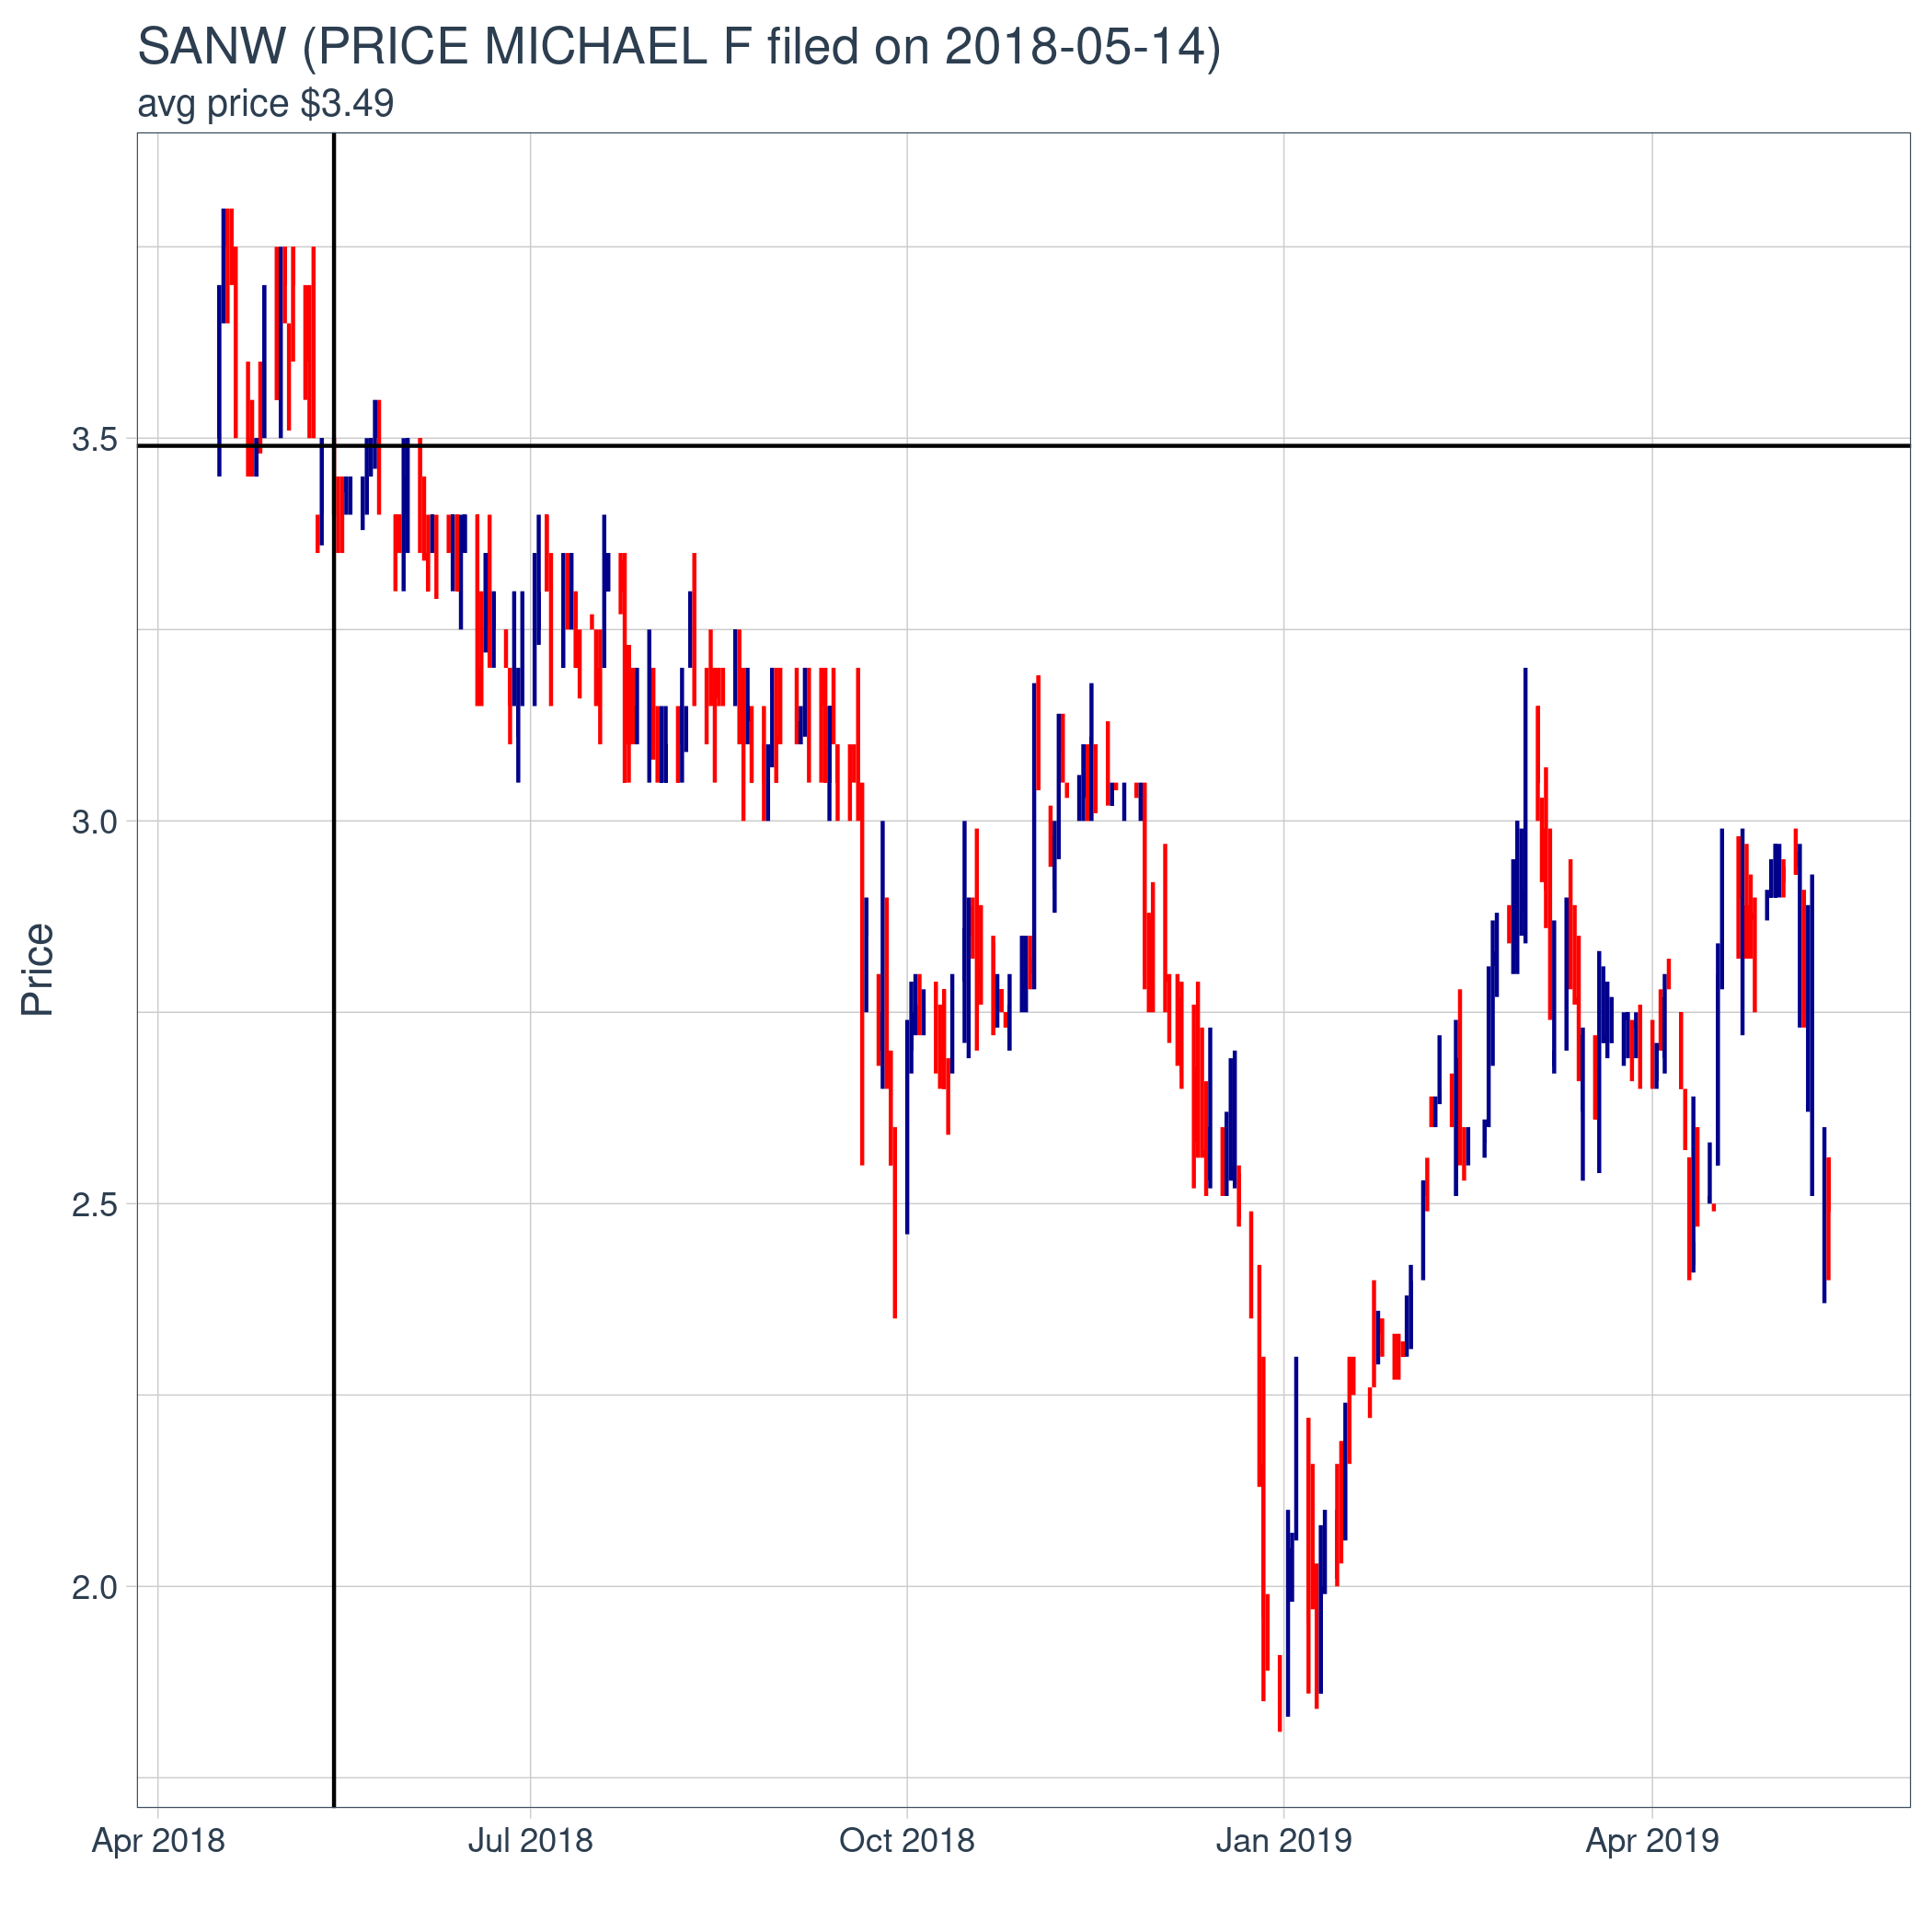 SANW (PRICE MICHAEL F filed on 2018-05-14)
avg price $3.49
Price
3.5
3.0
2.5
2.0
Apr 2018
Jul 2018
Oct 2018
Jan 2019
Apr 2019